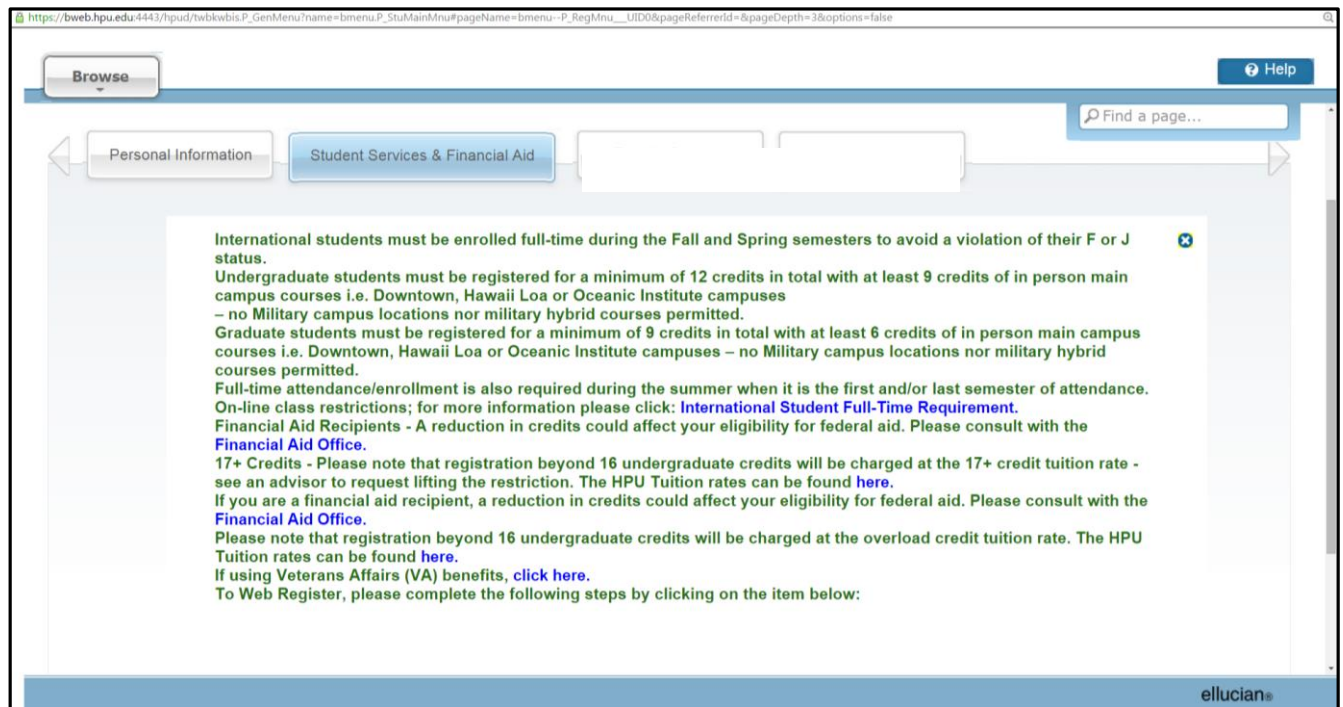 https://bweb.hpu.edu:4443/hpud/twbkwbis.P_GenMenu?name=bmenu.P_StuMainMnu#pageName=bmenu--P_RegMnu___UID0&pageReferrerId=&pageDepth=3&options=false
Browse
Help
Find a page...
Personal Information
Student Services & Financial Aid
International students must be enrolled full-time during the Fall and Spring semesters to avoid a violation of their F or J
status.
Undergraduate students must be registered for a minimum of 12 credits in total with at least 9 credits of in person main
campus courses i.e. Downtown, Hawaii Loa or Oceanic Institute campuses
– no Military campus locations nor military hybrid courses permitted.
Graduate students must be registered for a minimum of 9 credits in total with at least 6 credits of in person main campus
courses i.e. Downtown, Hawaii Loa or Oceanic Institute campuses – no Military campus locations nor military hybrid
courses permitted.
Full-time attendance/enrollment is also required during the summer when it is the first and/or last semester of attendance.
On-line class restrictions; for more information please click: International Student Full-Time Requirement.
Financial Aid Recipients - A reduction in credits could affect your eligibility for federal aid. Please consult with the
Financial Aid Office.
17+ Credits - Please note that registration beyond 16 undergraduate credits will be charged at the 17+ credit tuition rate -
see an advisor to request lifting the restriction. The HPU Tuition rates can be found here.
If you are a financial aid recipient, a reduction in credits could affect your eligibility for federal aid. Please consult with the
Financial Aid Office.
Please note that registration beyond 16 undergraduate credits will be charged at the overload credit tuition rate. The HPU
Tuition rates can be found here.
If using Veterans Affairs (VA) benefits, click here.
To Web Register, please complete the following steps by clicking on the item below:
ellucian®